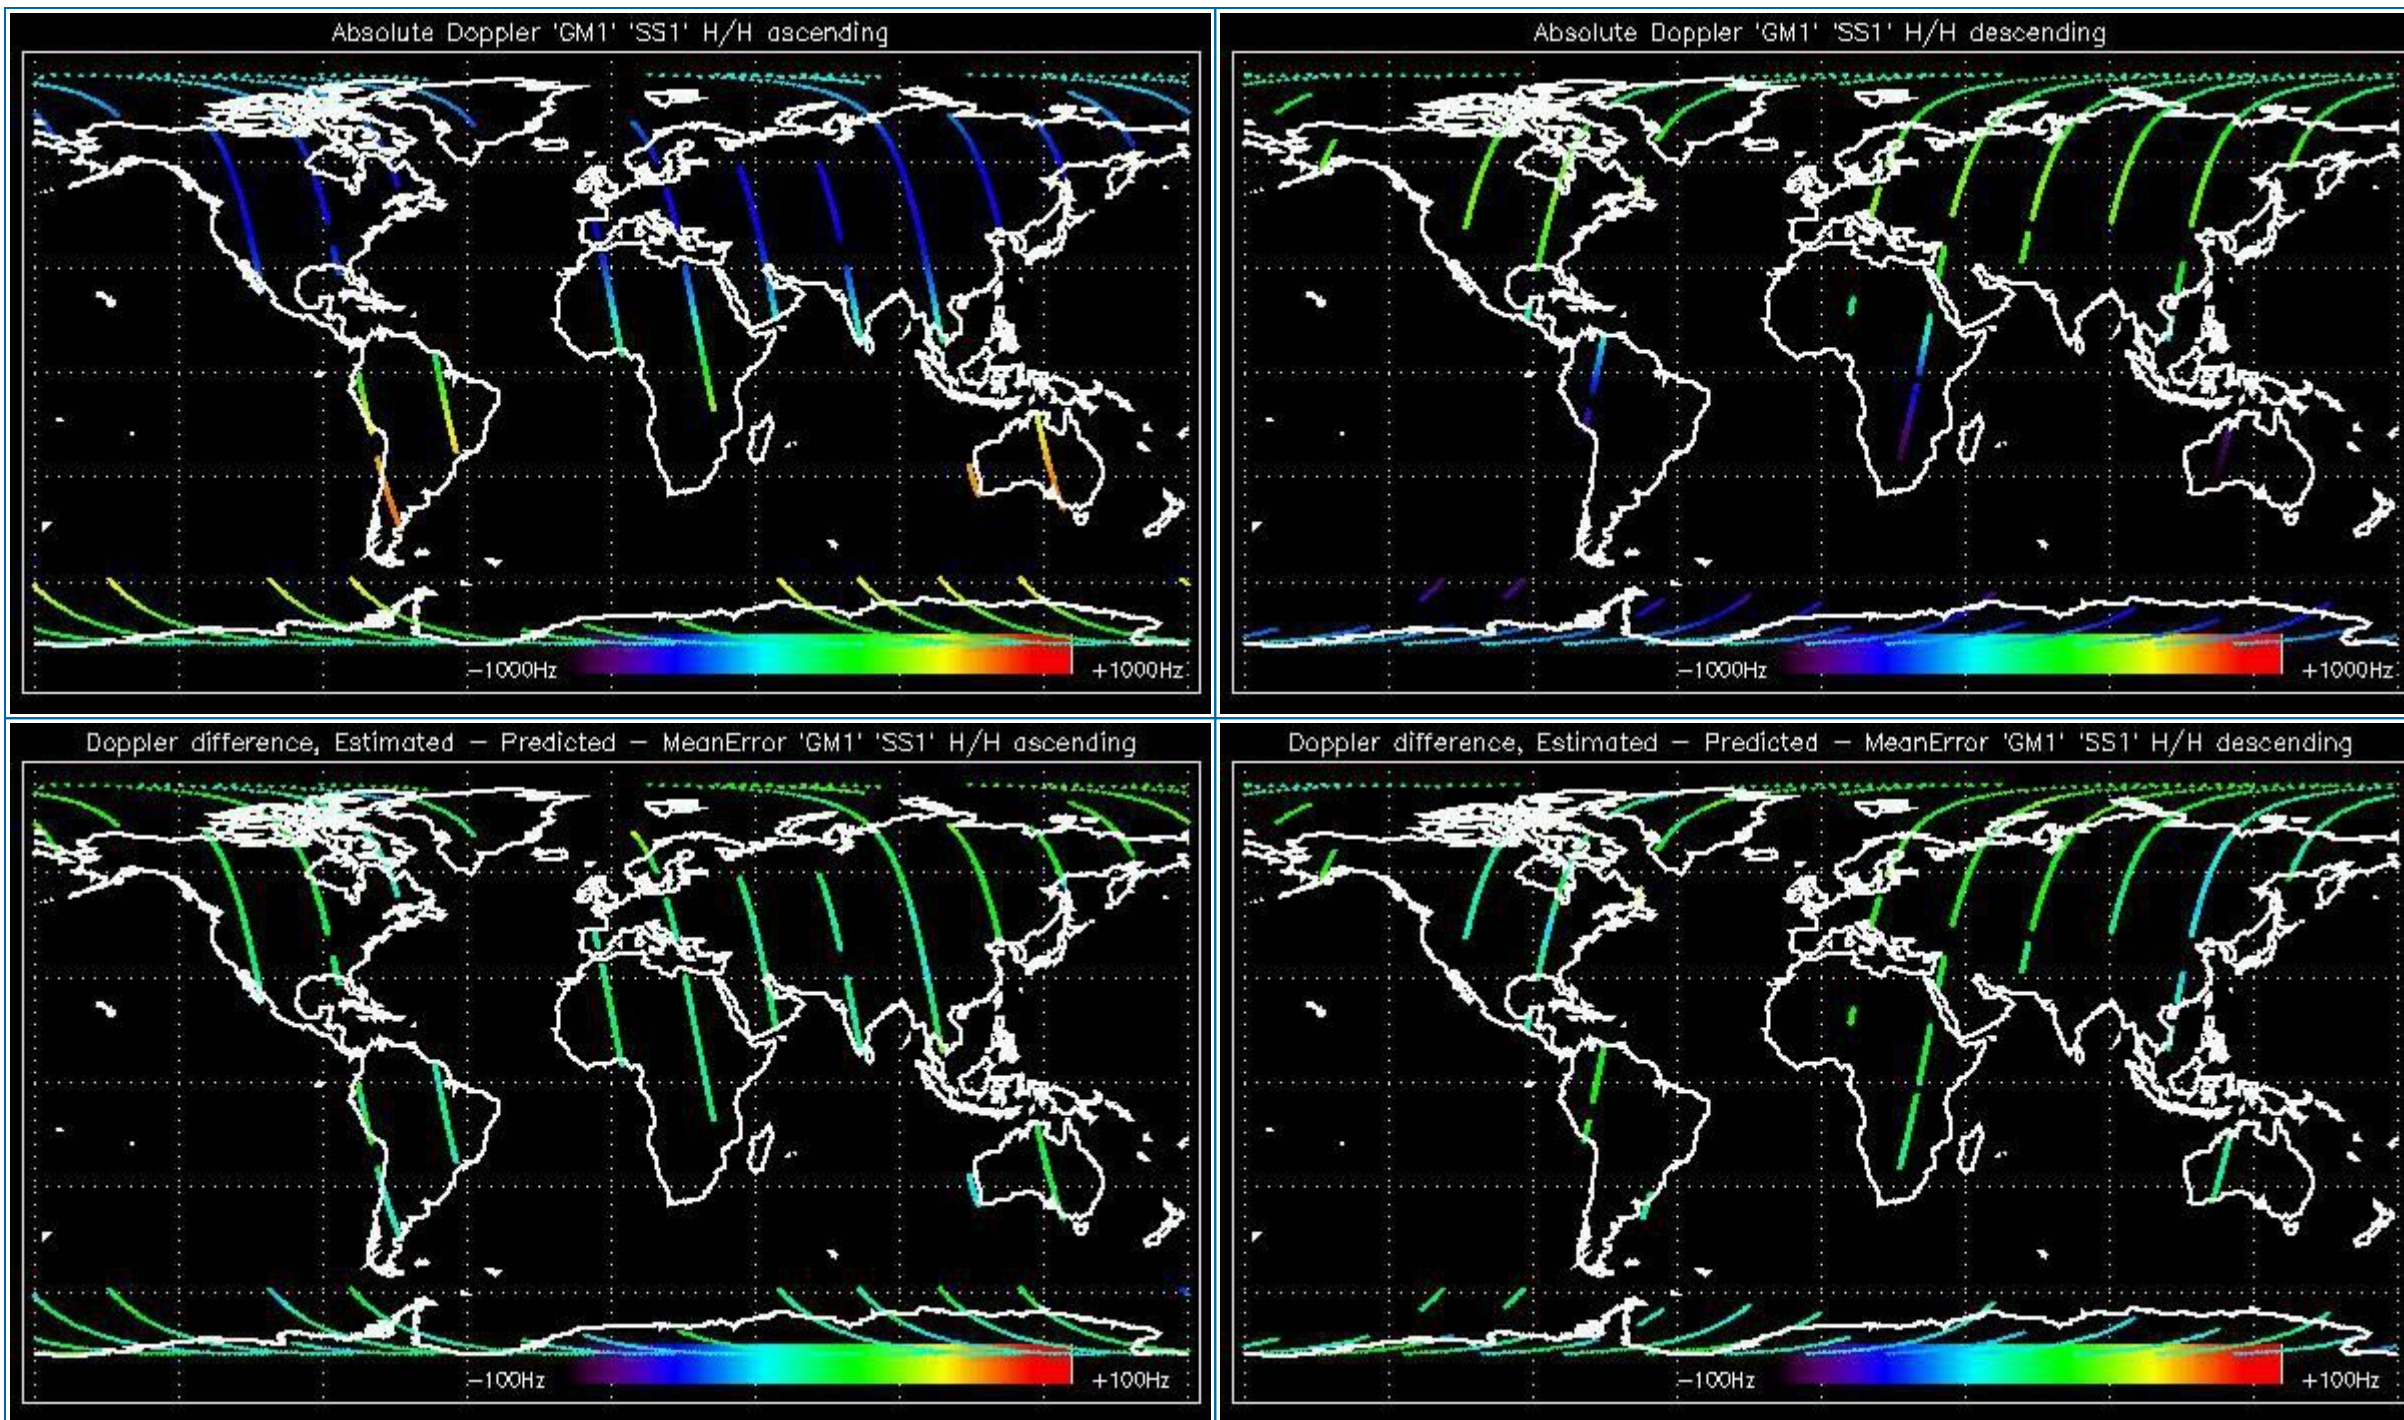 Absolute Doppler 'GM1' 'SS1' H/H ascending
-1000Hz
+1000Hz
Absolute Doppler 'GM1' 'SS1' H/H descending
-1000Hz
+1000Hz
Doppler difference, Estimated - Predicted - MeanError 'GM1' 'SS1' H/H ascending
-100Hz
+100Hz
Doppler difference, Estimated - Predicted - MeanError 'GM1' 'SS1' H/H descending
-100Hz
+100Hz